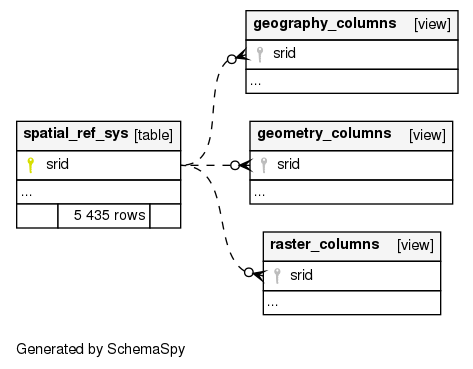 geography_columns [view]
srid
...
spatial_ref_sys [table]
srid
...
5 435 rows
geometry_columns [view]
srid
...
raster_columns [view]
srid
...
Generated by SchemaSpy